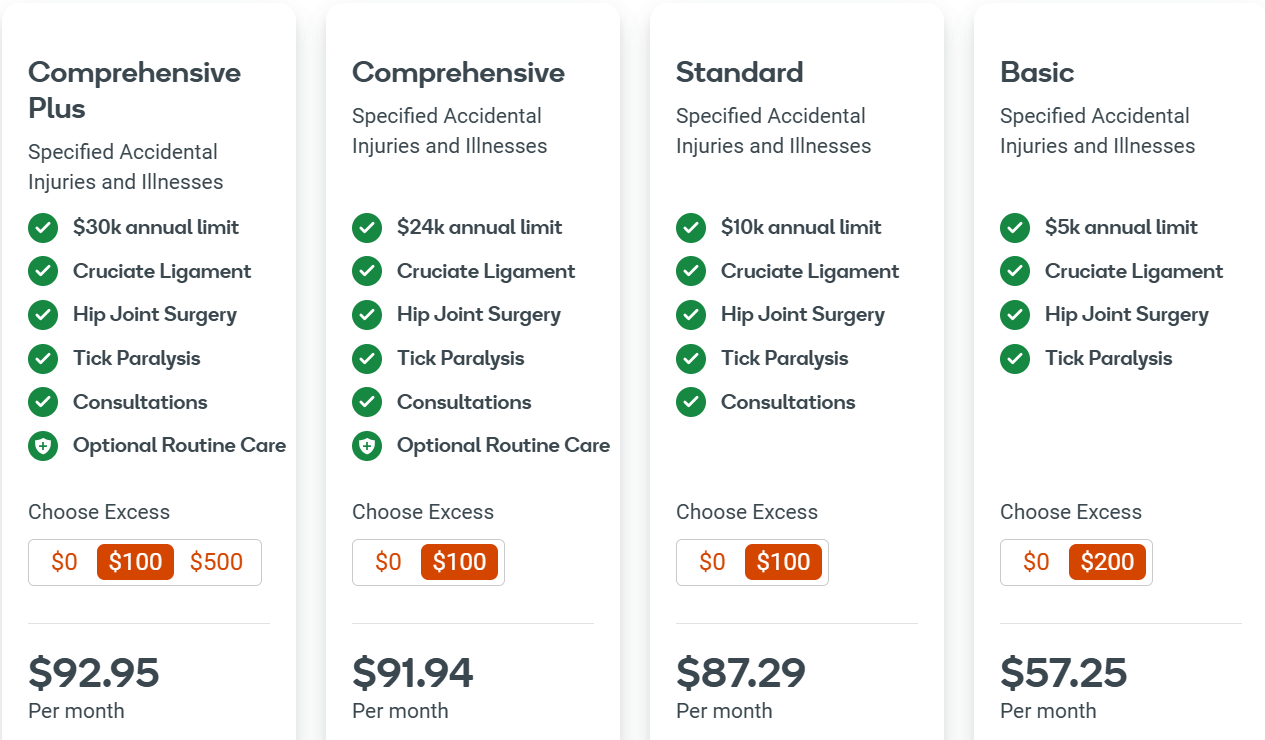 Comprehensive
Plus
Specified Accidental
Injuries and Illnesses
$30k annual limit
Cruciate Ligament
Hip Joint Surgery
Tick Paralysis
Consultations
Optional Routine Care
Choose Excess
$0 $100 $500
$92.95
Per month
Comprehensive
Specified Accidental
Injuries and Illnesses
$24k annual limit
Cruciate Ligament
Hip Joint Surgery
Tick Paralysis
Consultations
Optional Routine Care
Choose Excess
$0 $100
$91.94
Per month
Standard
Specified Accidental
Injuries and Illnesses
$10k annual limit
Cruciate Ligament
Hip Joint Surgery
Tick Paralysis
Consultations
Choose Excess
$0 $100
$87.29
Per month
Basic
Specified Accidental
Injuries and Illnesses
$5k annual limit
Cruciate Ligament
Hip Joint Surgery
Tick Paralysis
Choose Excess
$0 $200
$57.25
Per month